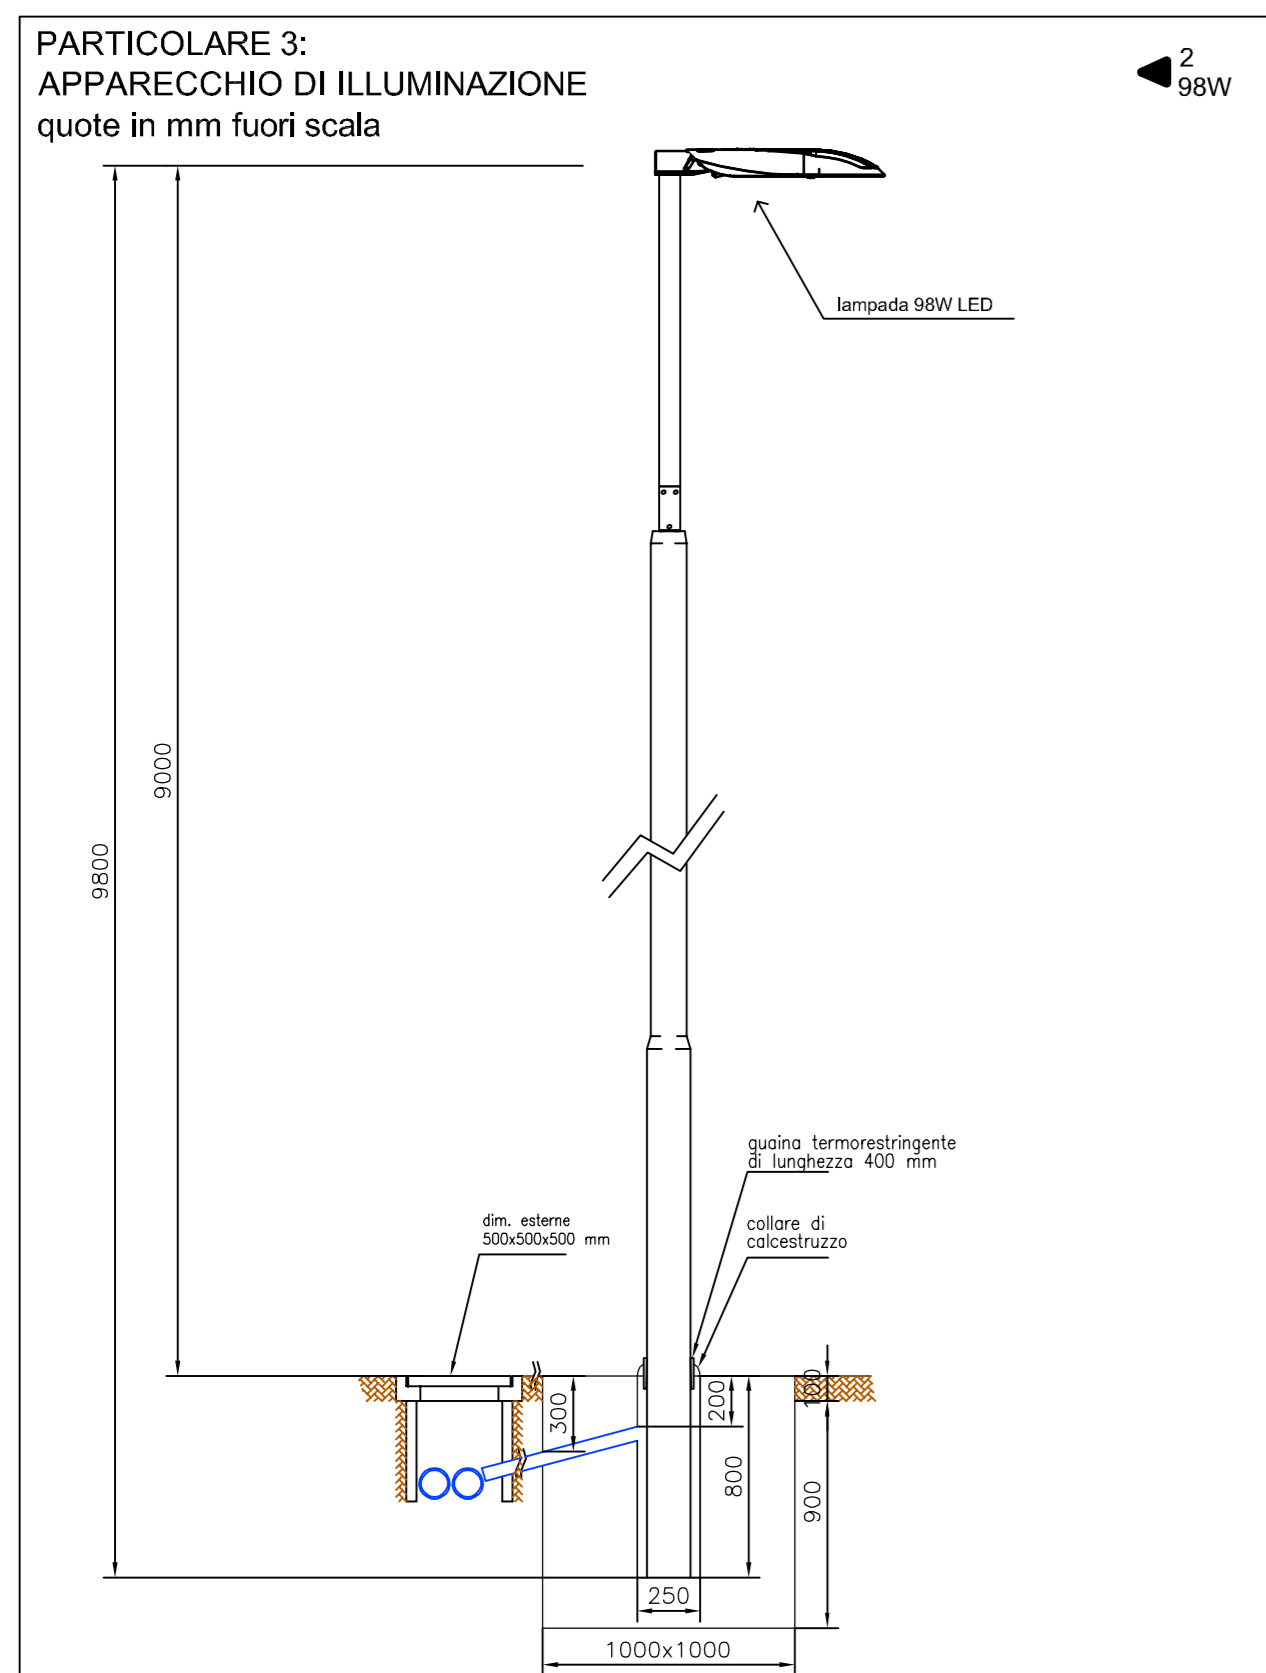 PARTICOLARE 3:
APPARECCHIO DI ILLUMINAZIONE
quote in mm fuori scala
2
98W
lampada 98W LED
9000
9800
guaina termorestringente
di lunghezza 400 mm
dim. esterne
500x500x500 mm
collare di
calcestruzzo
300
200
100
800
900
250
1000x1000